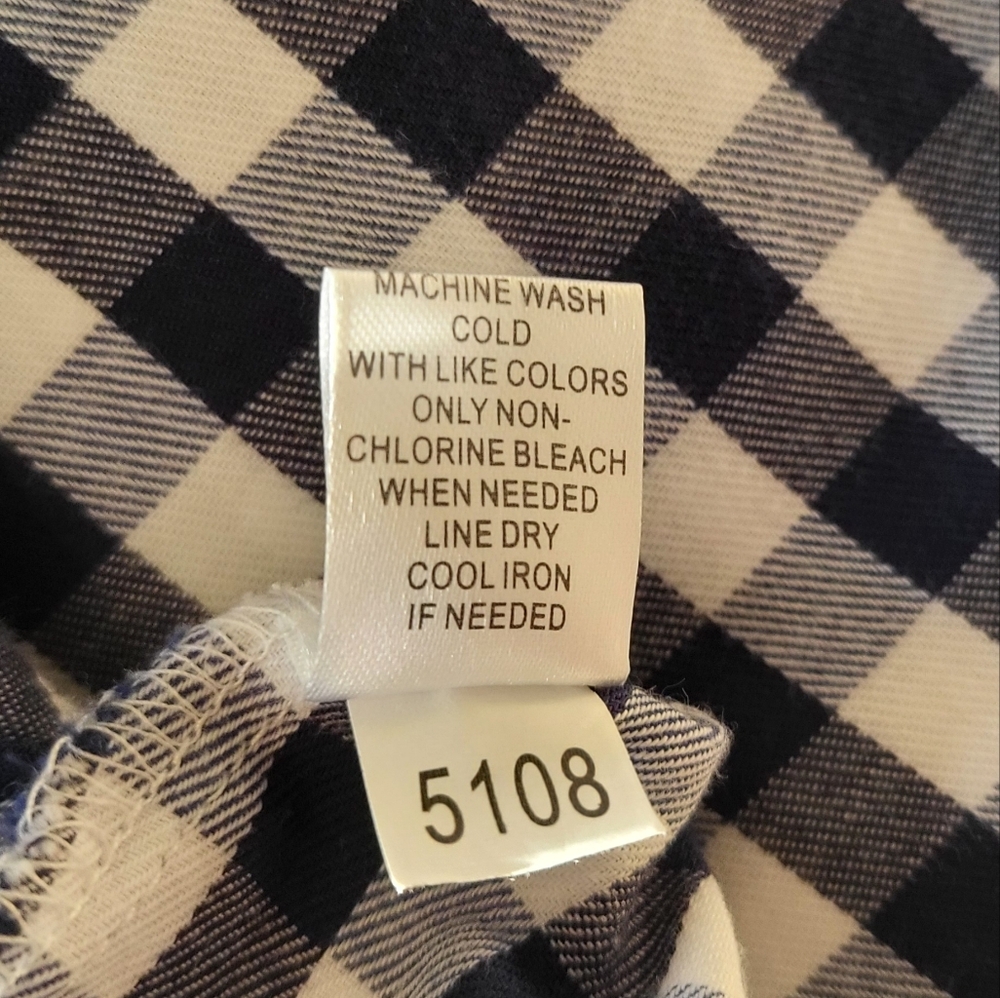 MACHINE WASH
COLD
WITH LIKE COLORS
ONLY NON-
CHLORINE BLEACH
WHEN NEEDED
LINE DRY
COOL IRON
IF NEEDED
5108